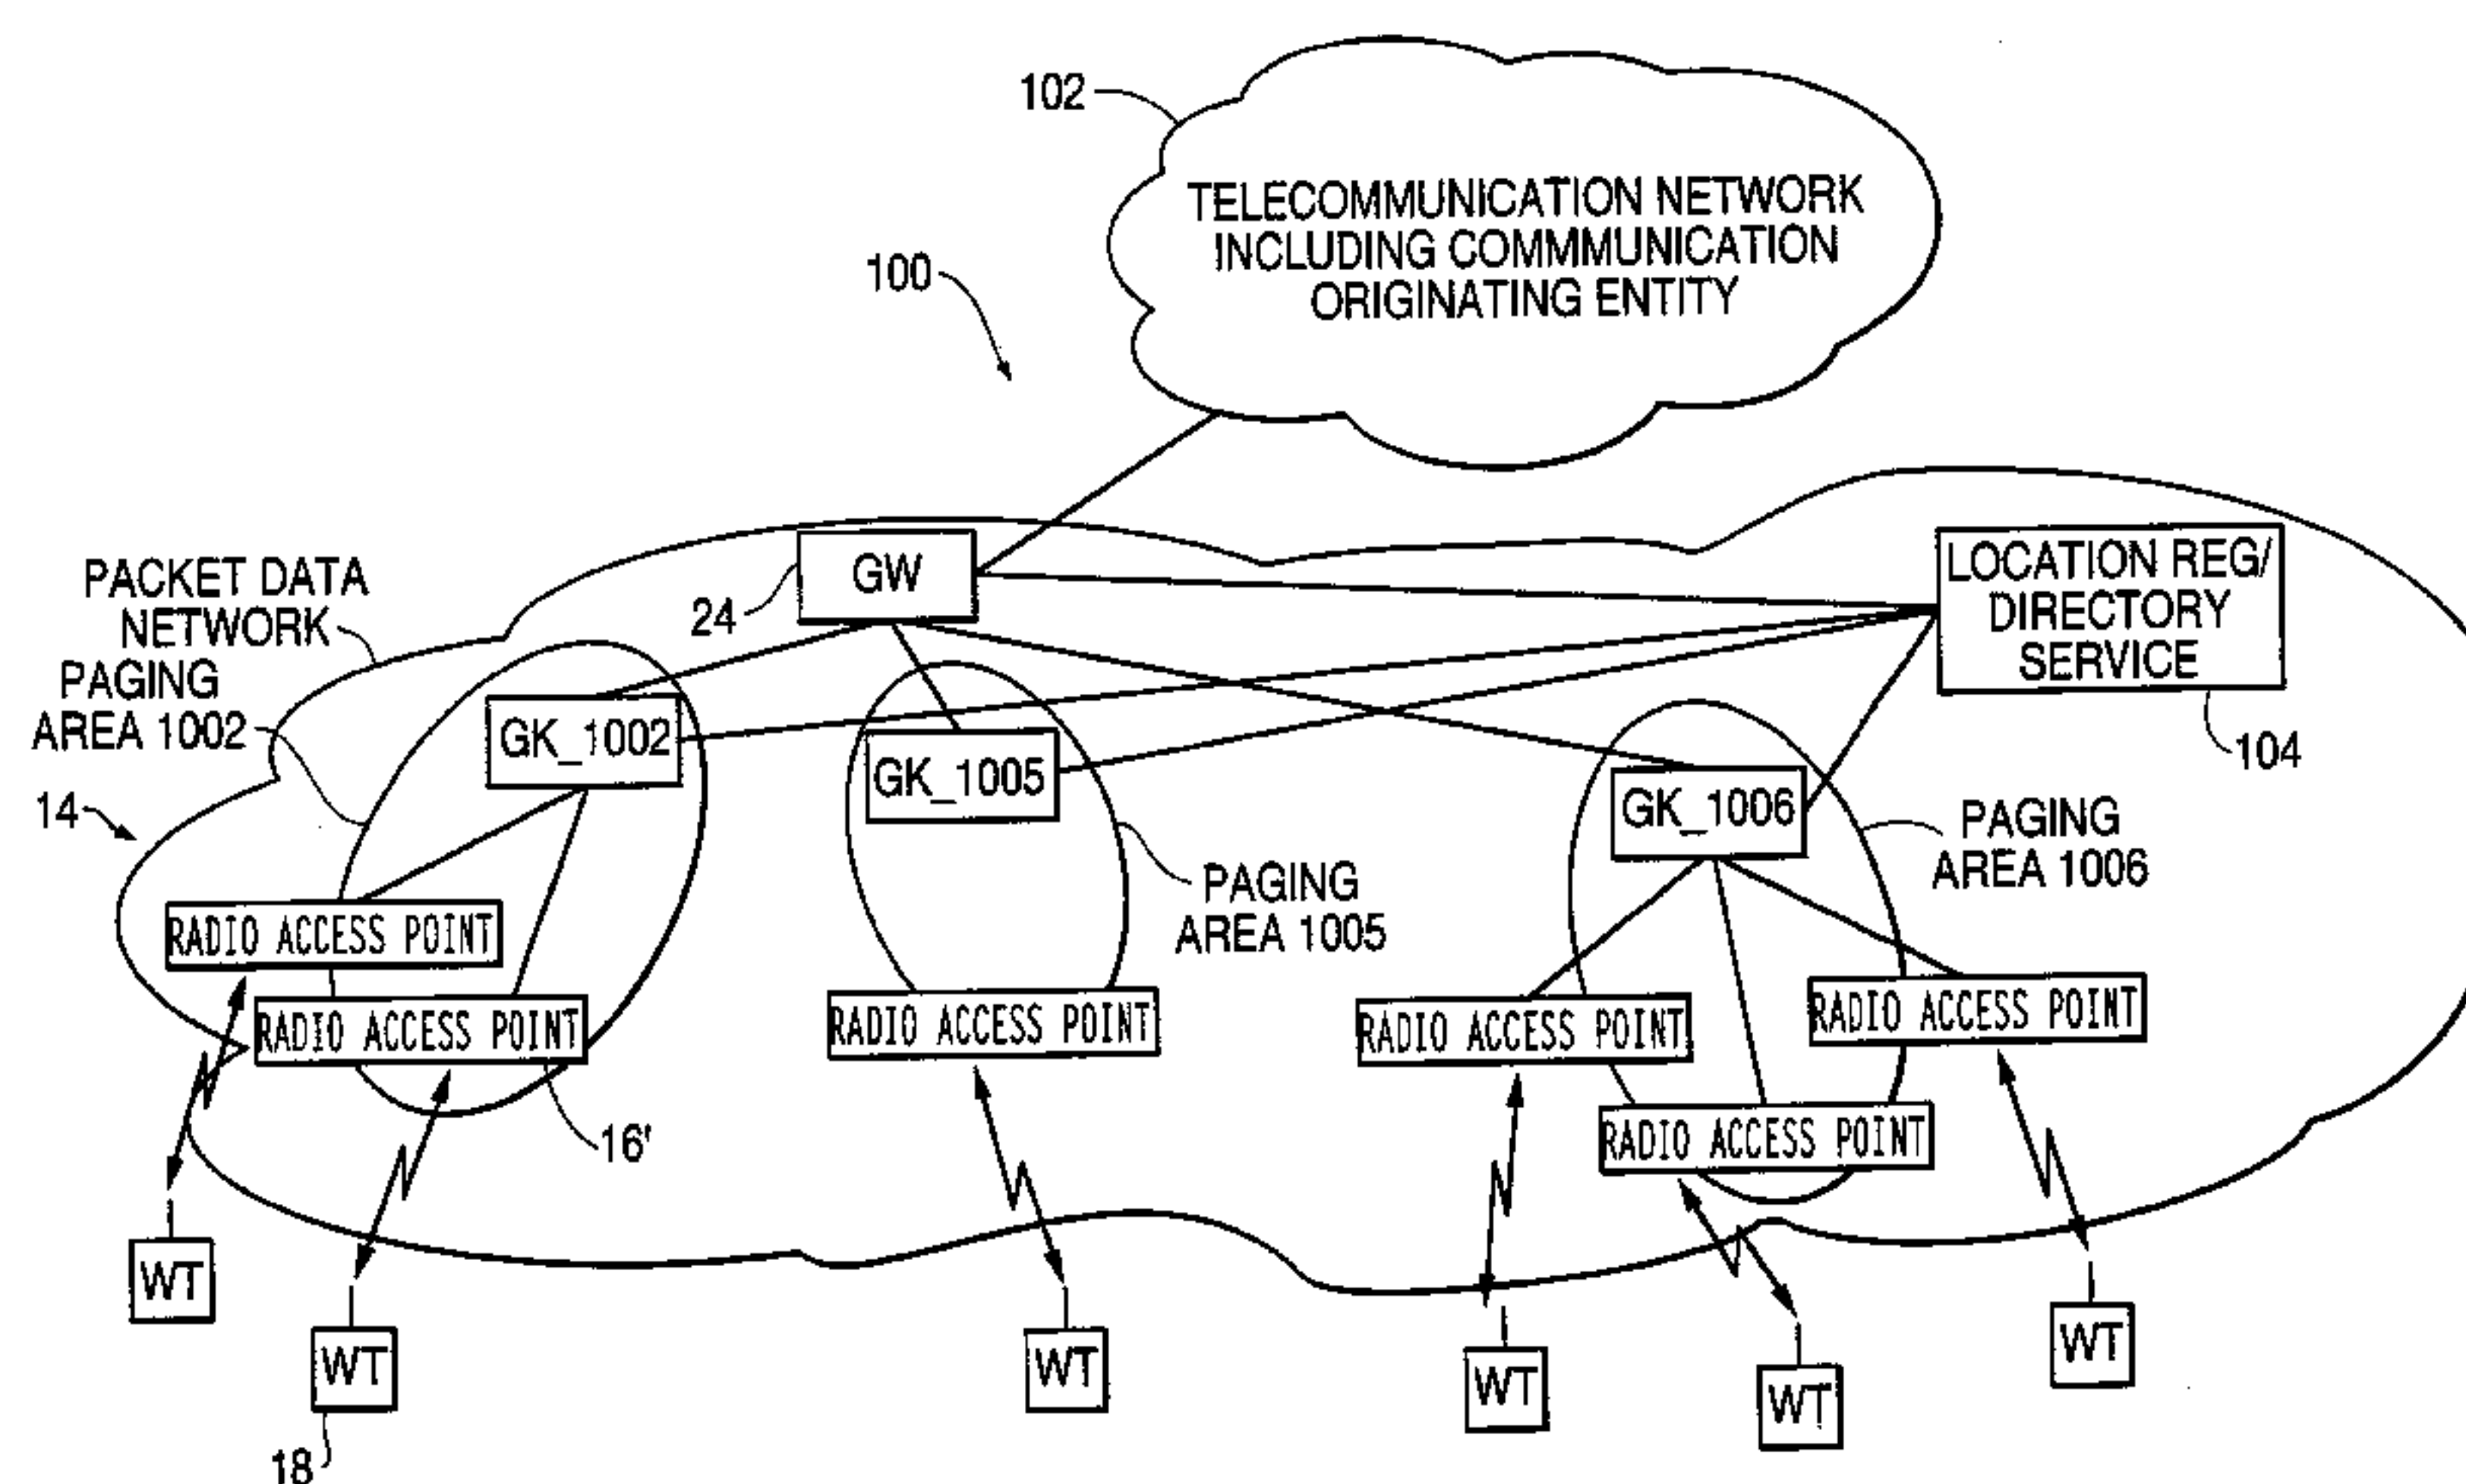 102
TELECOMMUNICATION NETWORK
INCLUDING COMMMUNICATION
ORIGINATING ENTITY
100
PACKET DATA
NETWORK
24
GW
LOCATION REG/
DIRECTORY
SERVICE
104
PAGING
AREA 1002
GK_1002
GK_1005
GK_1006
14
PAGING
AREA 1005
PAGING
AREA 1006
RADIO ACCESS POINT
RADIO ACCESS POINT
16'
RADIO ACCESS POINT
RADIO ACCESS POINT
RADIO ACCESS POINT
RADIO ACCESS POINT
WT
WT
18
WT
WT
WT
WT